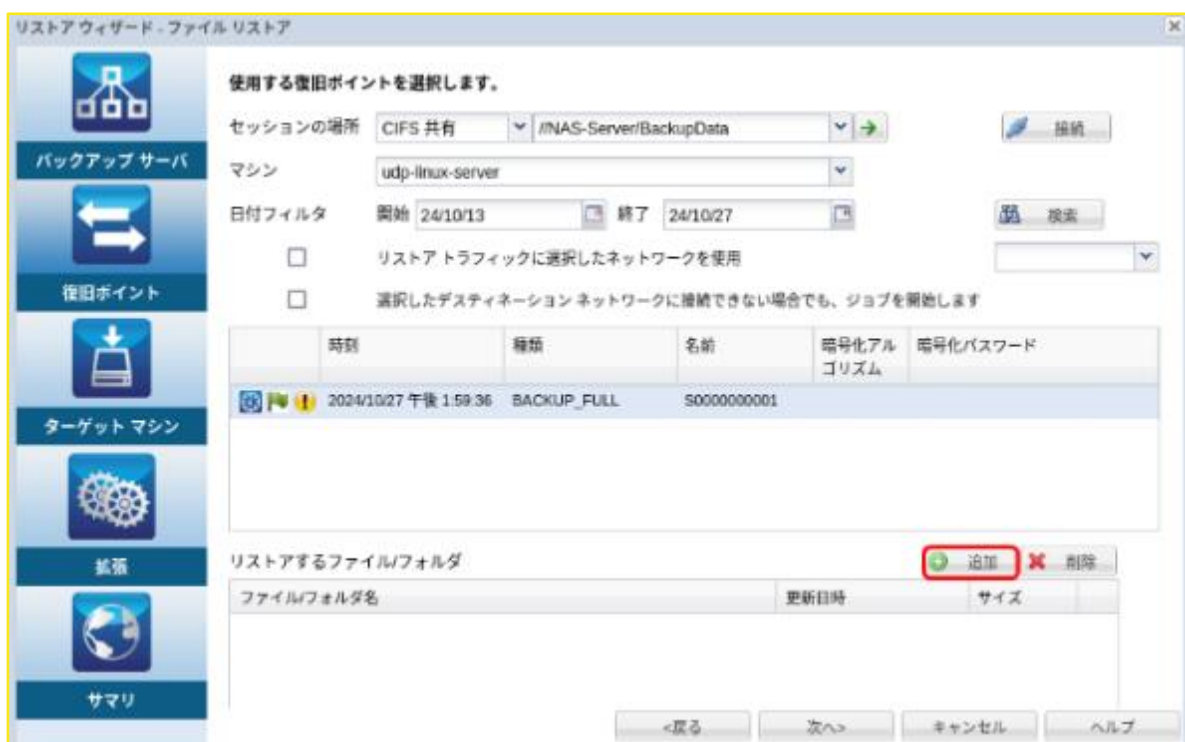 リストア ウィザード - ファイル リストア
バックアップ サーバ
復旧ポイント
ターゲット マシン
拡張
サマリ
使用する復旧ポイントを選択します。
セッションの場所 CIFS 共有 //NAS-Server/BackupData 接続
マシン udp-linux-server
日付フィルタ 開始 24/10/13 終了 24/10/27 検索
リストア トラフィックに選択したネットワークを使用
選択したデスティネーション ネットワークに接続できない場合でも、ジョブを開始します
時刻 種類 名前 暗号化アルゴリズム 暗号化パスワード
2024/10/27 午後 1:59:36 BACKUP_FULL S0000000001
リストアするファイル/フォルダ 追加 削除
ファイル/フォルダ名 更新日時 サイズ
<戻る 次へ> キャンセル ヘルプ